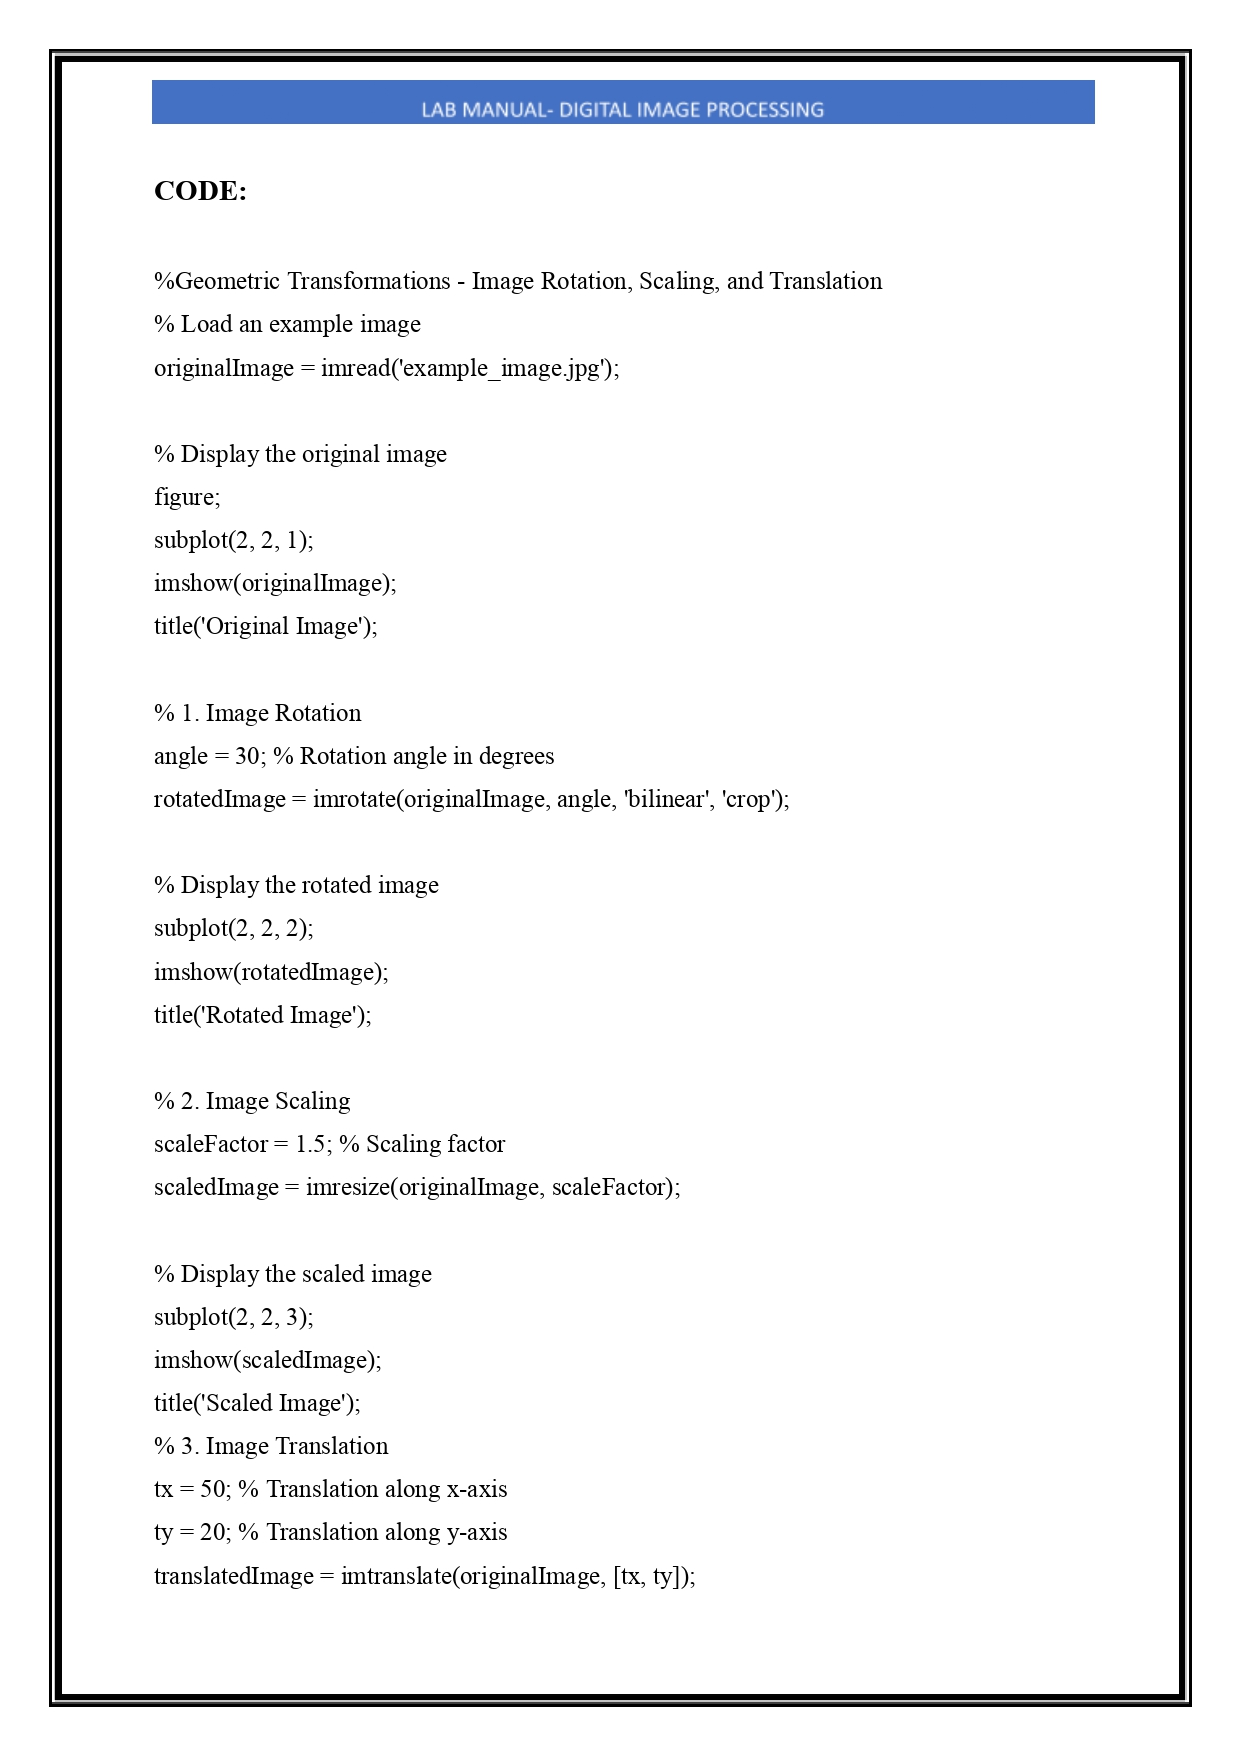 LAB MANUAL- DIGITAL IMAGE PROCESSING
CODE:
%Geometric Transformations - Image Rotation, Scaling, and Translation
% Load an example image
originalImage = imread('example_image.jpg');
% Display the original image
figure;
subplot(2, 2, 1);
imshow(originalImage);
title('Original Image');
% 1. Image Rotation
angle = 30; % Rotation angle in degrees
rotatedImage = imrotate(originalImage, angle, 'bilinear', 'crop');
% Display the rotated image
subplot(2, 2, 2);
imshow(rotatedImage);
title('Rotated Image');
% 2. Image Scaling
scaleFactor = 1.5; % Scaling factor
scaledImage = imresize(originalImage, scaleFactor);
% Display the scaled image
subplot(2, 2, 3);
imshow(scaledImage);
title('Scaled Image');
% 3. Image Translation
tx = 50; % Translation along x-axis
ty = 20; % Translation along y-axis
translatedImage = imtranslate(originalImage, [tx, ty]);